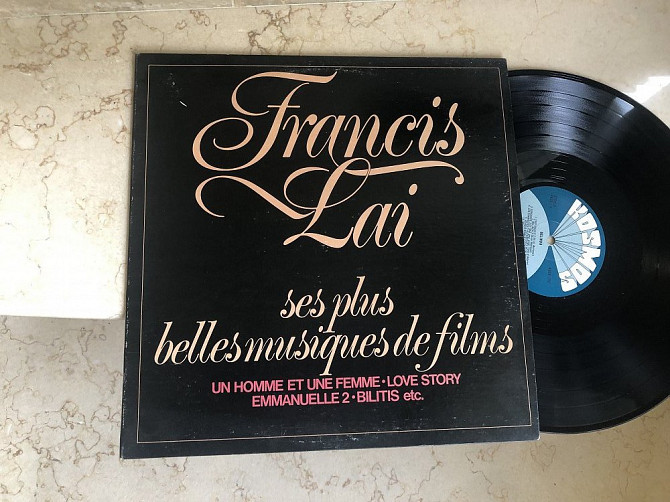 Francis
Lai
ses plus
belles musiques de films
UN HOMME ET UNE FEMME • LOVE STORY
EMMANUELLE 2 • BILITIS etc.
KOSMOS